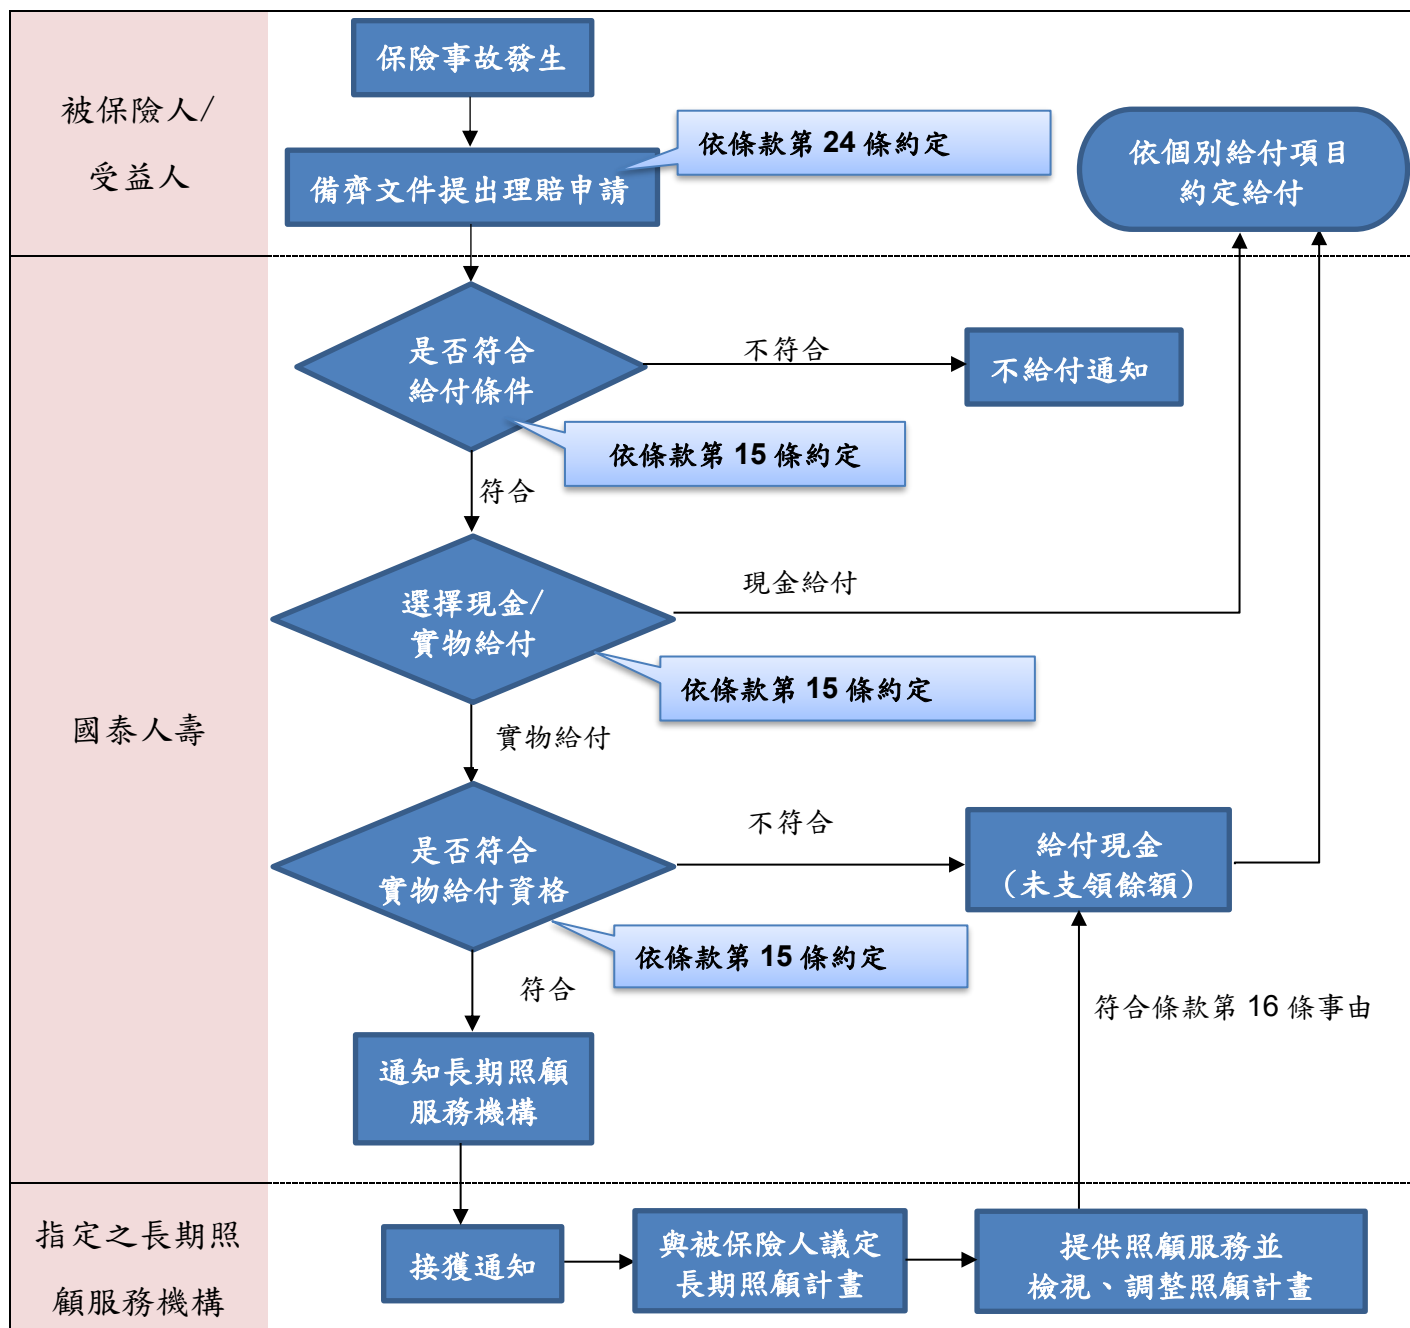 被保險人/
受益人
保險事故發生
備齊文件提出理賠申請
依條款第 24 條約定
依個別給付項目
約定給付
國泰人壽
是否符合
給付條件
不符合
不給付通知
依條款第 15 條約定
符合
選擇現金/
實物給付
現金給付
依條款第 15 條約定
實物給付
是否符合
實物給付資格
不符合
給付現金
（未支領餘額）
依條款第 15 條約定
符合
符合條款第 16 條事由
通知長期照顧
服務機構
指定之長期照
顧服務機構
接獲通知
與被保險人議定
長期照顧計畫
提供照顧服務並
檢視、調整照顧計畫